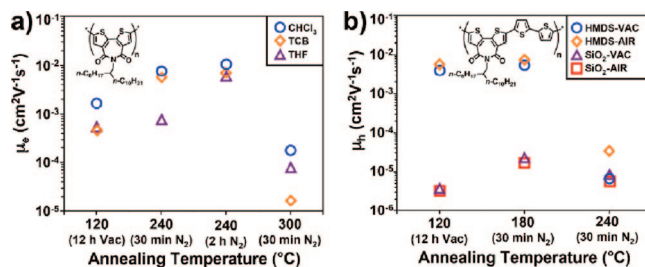 a)
μe (cm²V⁻¹s⁻¹)
10⁻¹
10⁻²
10⁻³
10⁻⁴
10⁻⁵
S
S
n
O
N
O
n-C8H17
n-C10H21
CHCl3
TCB
THF
120 240 240 300
(12 h Vac) (30 min N2) (2 h N2) (30 min N2)
Annealing Temperature (°C)
b)
μh (cm²V⁻¹s⁻¹)
10⁻¹
10⁻²
10⁻³
10⁻⁴
10⁻⁵
10⁻⁶
S
S
S
S
n
O
N
O
n-C8H17
n-C10H21
HMDS-VAC
HMDS-AIR
SiO2-VAC
SiO2-AIR
120 180 240
(12 h Vac) (30 min N2) (30 min N2)
Annealing Temperature (°C)